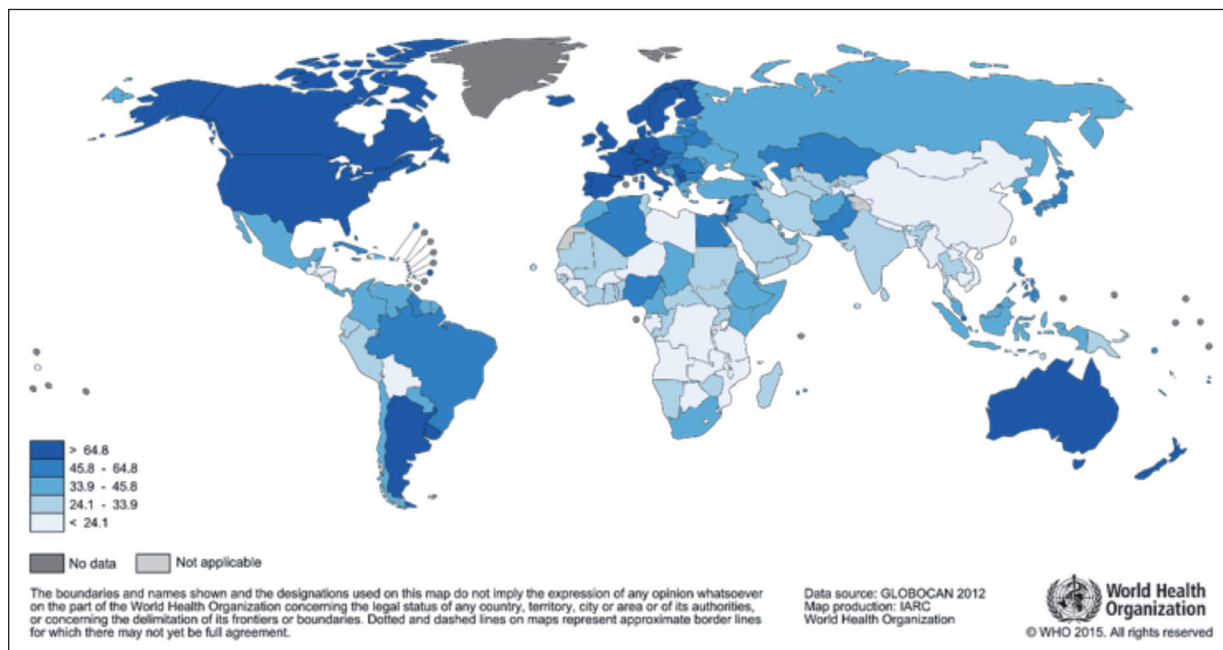 > 64.8
45.8 - 64.8
33.9 - 45.8
24.1 - 33.9
< 24.1
No data
Not applicable
The boundaries and names shown and the designations used on this map do not imply the expression of any opinion whatsoever
on the part of the World Health Organization concerning the legal status of any country, territory, city or area or of its authorities,
or concerning the delimitation of its frontiers or boundaries. Dotted and dashed lines on maps represent approximate border lines
for which there may not yet be full agreement.
Data source: GLOBOCAN 2012
Map production: IARC
World Health Organization
World Health
Organization
© WHO 2015. All rights reserved